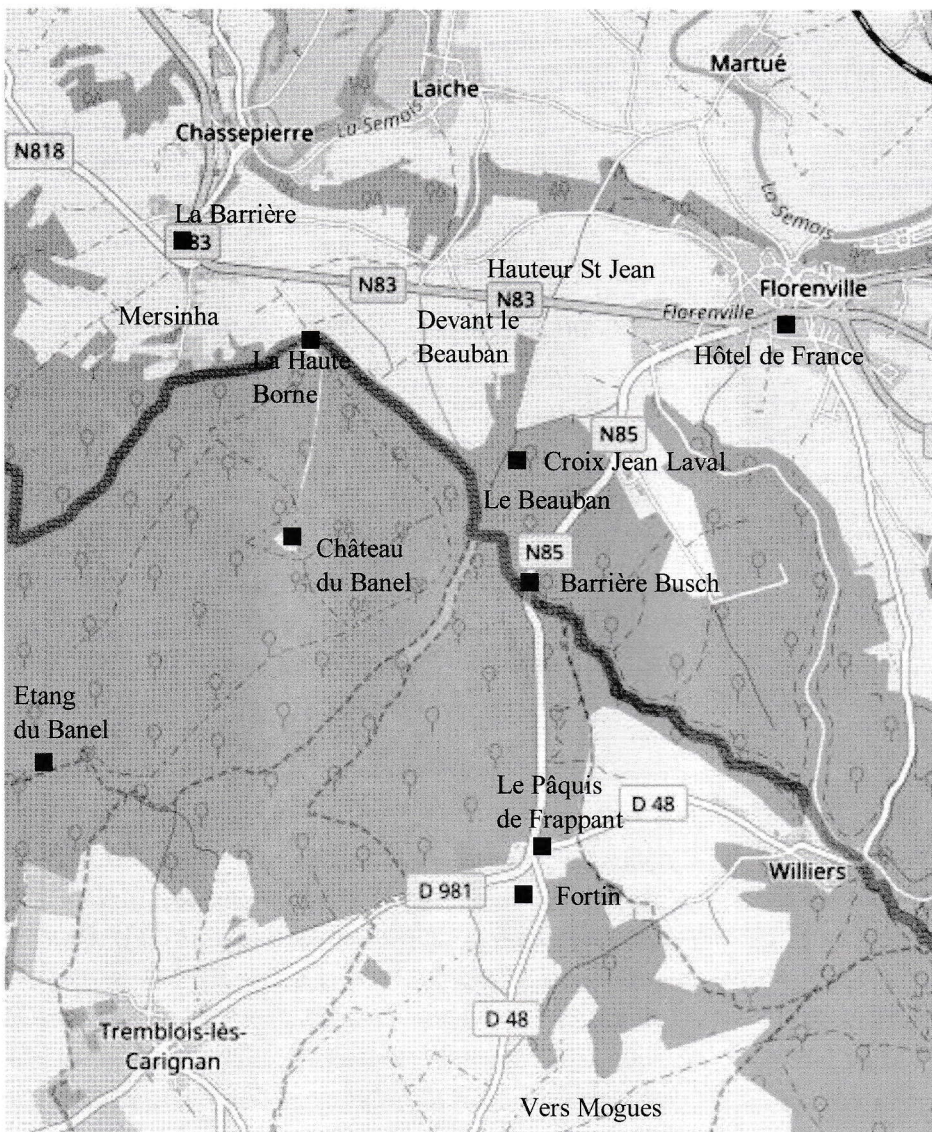 Martué
Laiche
La Semois
Chassepierre
N818
La Semois
La Barrière
83
Hauteur St Jean
N83
N83
Florenville
Florenville
Mersinha
Devant le
Beauban
Hôtel de France
La Haute
Borne
N85
Croix Jean Laval
Le Beauban
Château
du Banel
N85
Barrière Busch
Etang
du Banel
Le Pâquis
de Frappant
D 48
Williers
D 981
Fortin
D 48
Tremblois-lès-
Carignan
Vers Mogues